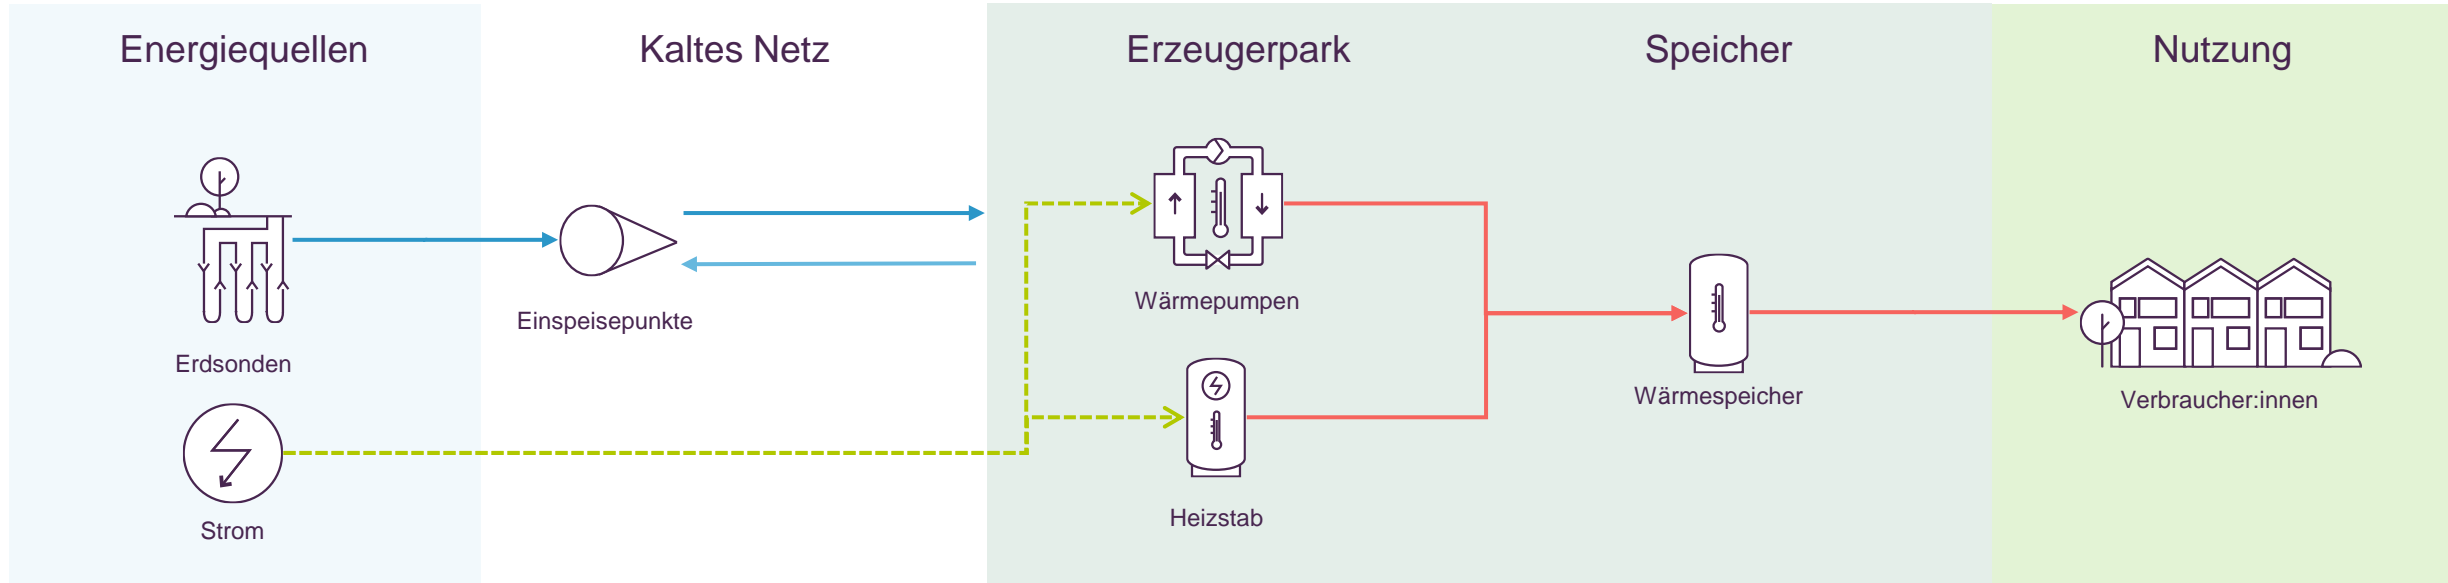 Energiequellen
Kaltes Netz
Erzeugerpark
Speicher
Nutzung
Erdsonden
Strom
Einspeisepunkte
Wärmepumpen
Heizstab
Wärmespeicher
Verbraucher:innen